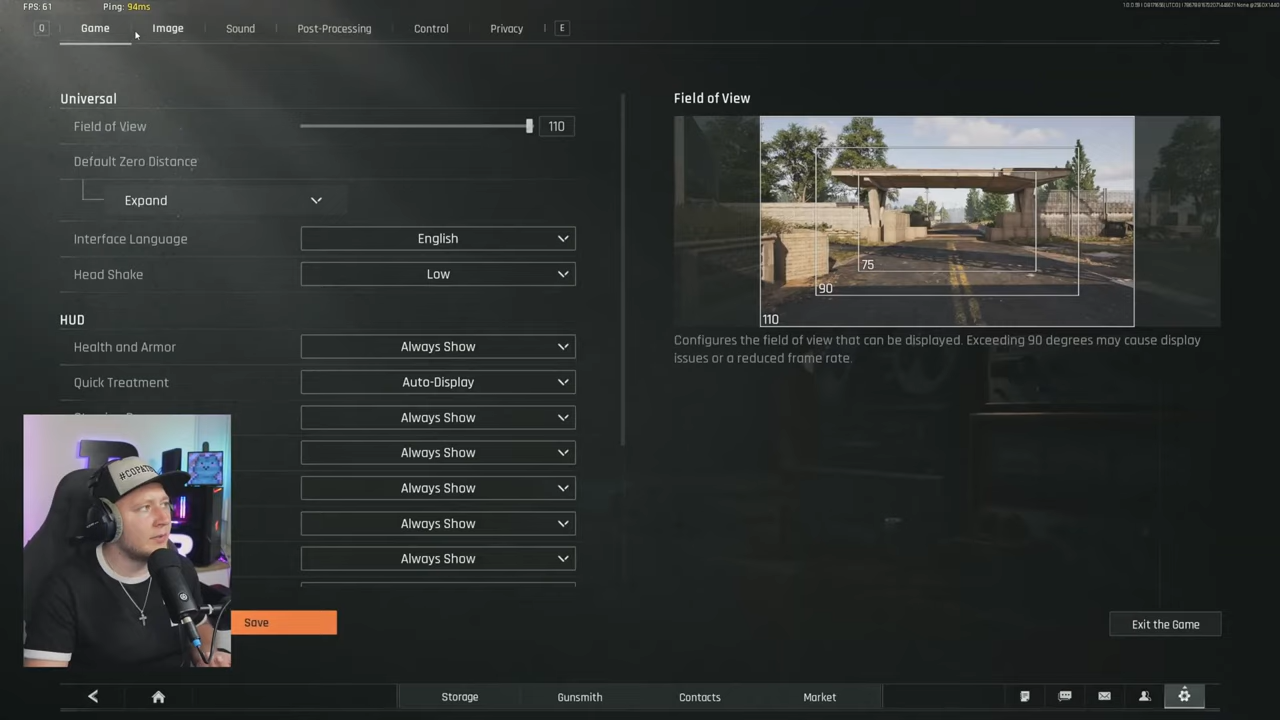 FPS: 61
Ping: 94ms
Q
Game
Image
Sound
Post-Processing
Control
Privacy
E
Universal
Field of View
110
Default Zero Distance
Expand
Interface Language
English
Head Shake
Low
HUD
Health and Armor
Always Show
Quick Treatment
Auto-Display
Always Show
Always Show
Always Show
Always Show
Always Show
Field of View
75
90
110
Configures the field of view that can be displayed. Exceeding 90 degrees may cause display
issues or a reduced frame rate.
#COPATH
Save
Exit the Game
Storage
Gunsmith
Contacts
Market